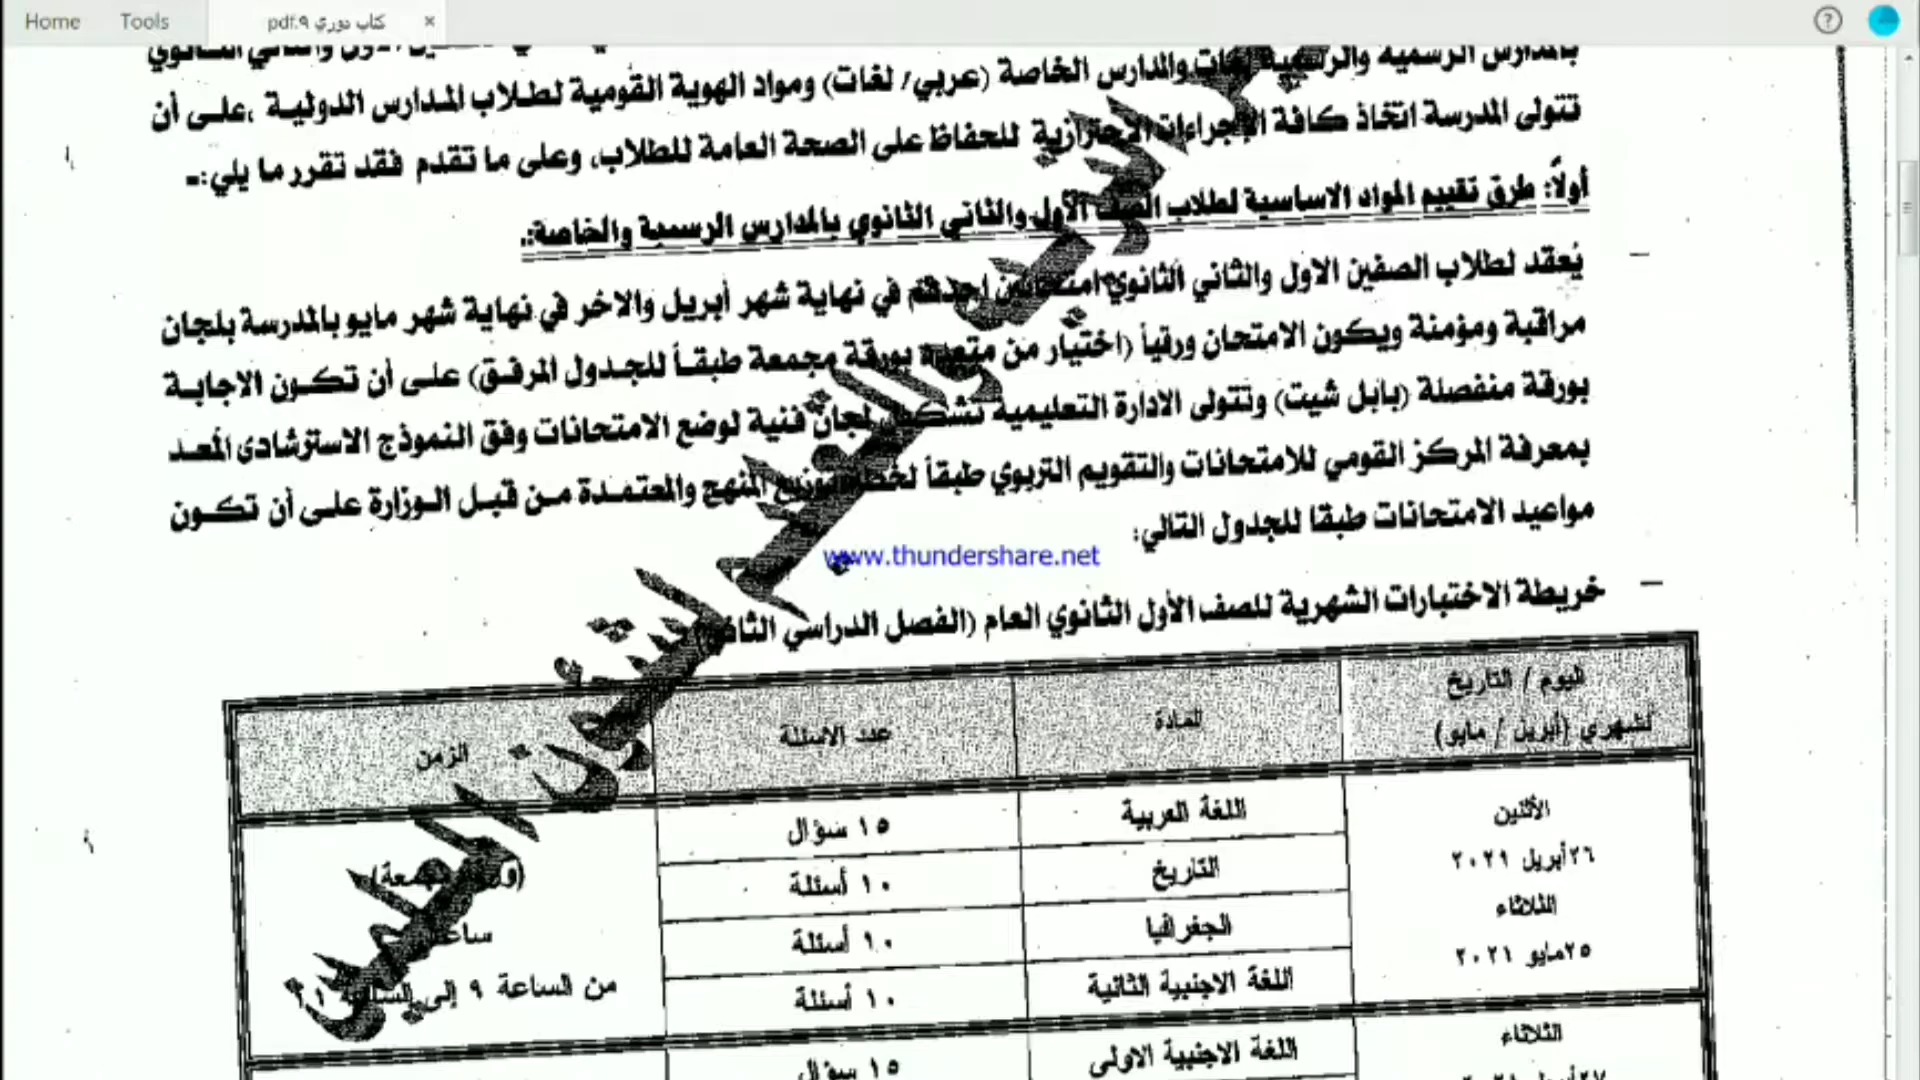 Home Tools كتاب دوري ٩.pdf ×
بالمدارس الرسمية والرسمية لغات والمدارس الخاصة (عربي/ لغات) ومواد الهوية القومية لطلاب المدارس الدولية ،على أن
تتولى المدرسة اتخاذ كافة الإجراءات الاحترازية للحفاظ على الصحة العامة للطلاب، وعلى ما تقدم فقد تقرر ما يلي:-
أولاً: طرق تقييم المواد الاساسية لطلاب الصف الأول والثاني الثانوي بالمدارس الرسمية والخاصة:.
– يُعقد لطلاب الصفين الاول والثاني الثانوي امتحانين احدهم في نهاية شهر أبريل والاخر في نهاية شهر مايو بالمدرسة بلجان
مراقبة ومؤمنة ويكون الامتحان ورقياً (اختيار من متعدد بورقة مجمعة طبقاً للجدول المرفق) على أن تكون الاجابة
بورقة منفصلة (بابل شيت) وتتولى الادارة التعليمية تشكيل لجان فنية لوضع الامتحانات وفق النموذج الاسترشادى المعد
بمعرفة المركز القومي للامتحانات والتقويم التربوي طبقاً لخطة توزيع المنهج والمعتمدة من قبل الوزارة على أن تكون
مواعيد الامتحانات طبقا للجدول التالي:
www.thundershare.net
– خريطة الاختبارات الشهرية للصف الأول الثانوي العام (الفصل الدراسي الثاني)
اليوم / التاريخ
لشهري (أبريل / مايو)
المادة
عدد الاسئلة
الزمن
الأثنين
٢٦أبريل ٢٠٢١
الثلاثاء
٢٥مايو ٢٠٢١
اللغة العربية
١٥ سؤال
التاريخ
١٠ أسئلة
الجغرافيا
١٠ أسئلة
اللغة الاجنبية الثانية
١٠ أسئلة
من الساعة ٩ إلى الساعة
الثلاثاء
اللغة الاجنبية الاولى
١٥ سؤال